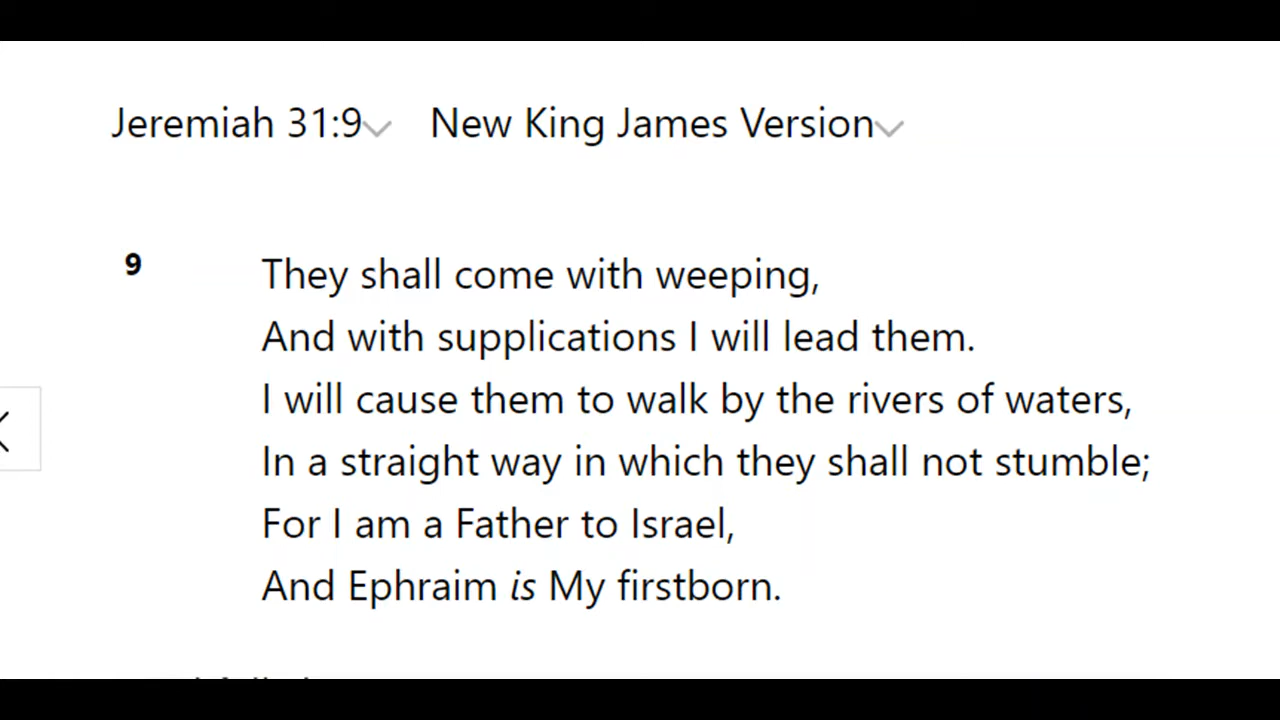 Jeremiah 31:9 New King James Version
9 They shall come with weeping,
And with supplications I will lead them.
I will cause them to walk by the rivers of waters,
In a straight way in which they shall not stumble;
For I am a Father to Israel,
And Ephraim is My firstborn.